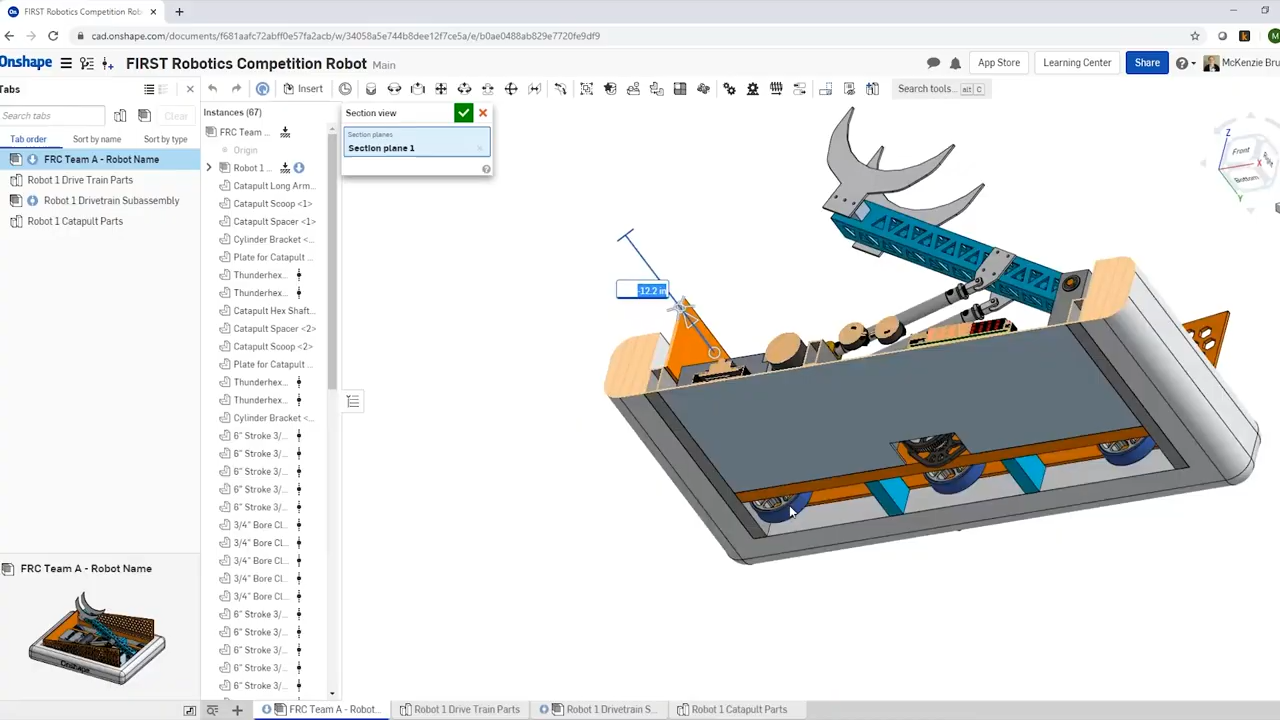 FIRST Robotics Competition Rob
cad.onshape.com/documents/f681aafc72abff0e57fa2acb/w/34058a5e744b8dee12f7ce5a/e/b0ae0488ab829e7720fe9df9
Onshape
FIRST Robotics Competition Robot Main
App Store
Learning Center
Share
McKenzie Bru
Tabs
Insert
Search tools... alt C
Search tabs...
Clear
Tab order
Sort by name
Sort by type
FRC Team A - Robot Name
Robot 1 Drive Train Parts
Robot 1 Drivetrain Subassembly
Robot 1 Catapult Parts
Instances (67)
FRC Team ...
Origin
Robot 1 ...
Catapult Long Arm...
Catapult Scoop <1>
Catapult Spacer <1>
Cylinder Bracket <...
Plate for Catapult ...
Thunderhex...
Thunderhex...
Catapult Hex Shaft...
Catapult Spacer <2>
Catapult Scoop <2>
Plate for Catapult ...
Thunderhex...
Thunderhex...
Cylinder Bracket <...
6" Stroke 3/...
6" Stroke 3/...
6" Stroke 3/...
6" Stroke 3/...
6" Stroke 3/...
3/4" Bore Cl...
3/4" Bore Cl...
3/4" Bore Cl...
3/4" Bore Cl...
3/4" Bore Cl...
6" Stroke 3/...
6" Stroke 3/...
6" Stroke 3/...
6" Stroke 3/...
6" Stroke 3/...
Section view
Section planes
Section plane 1
-12.2 in
Z
Front
Right
X
Bottom
Y
FRC Team A - Robot Name
Onshape
FRC Team A - Robot...
Robot 1 Drive Train Parts
Robot 1 Drivetrain S...
Robot 1 Catapult Parts